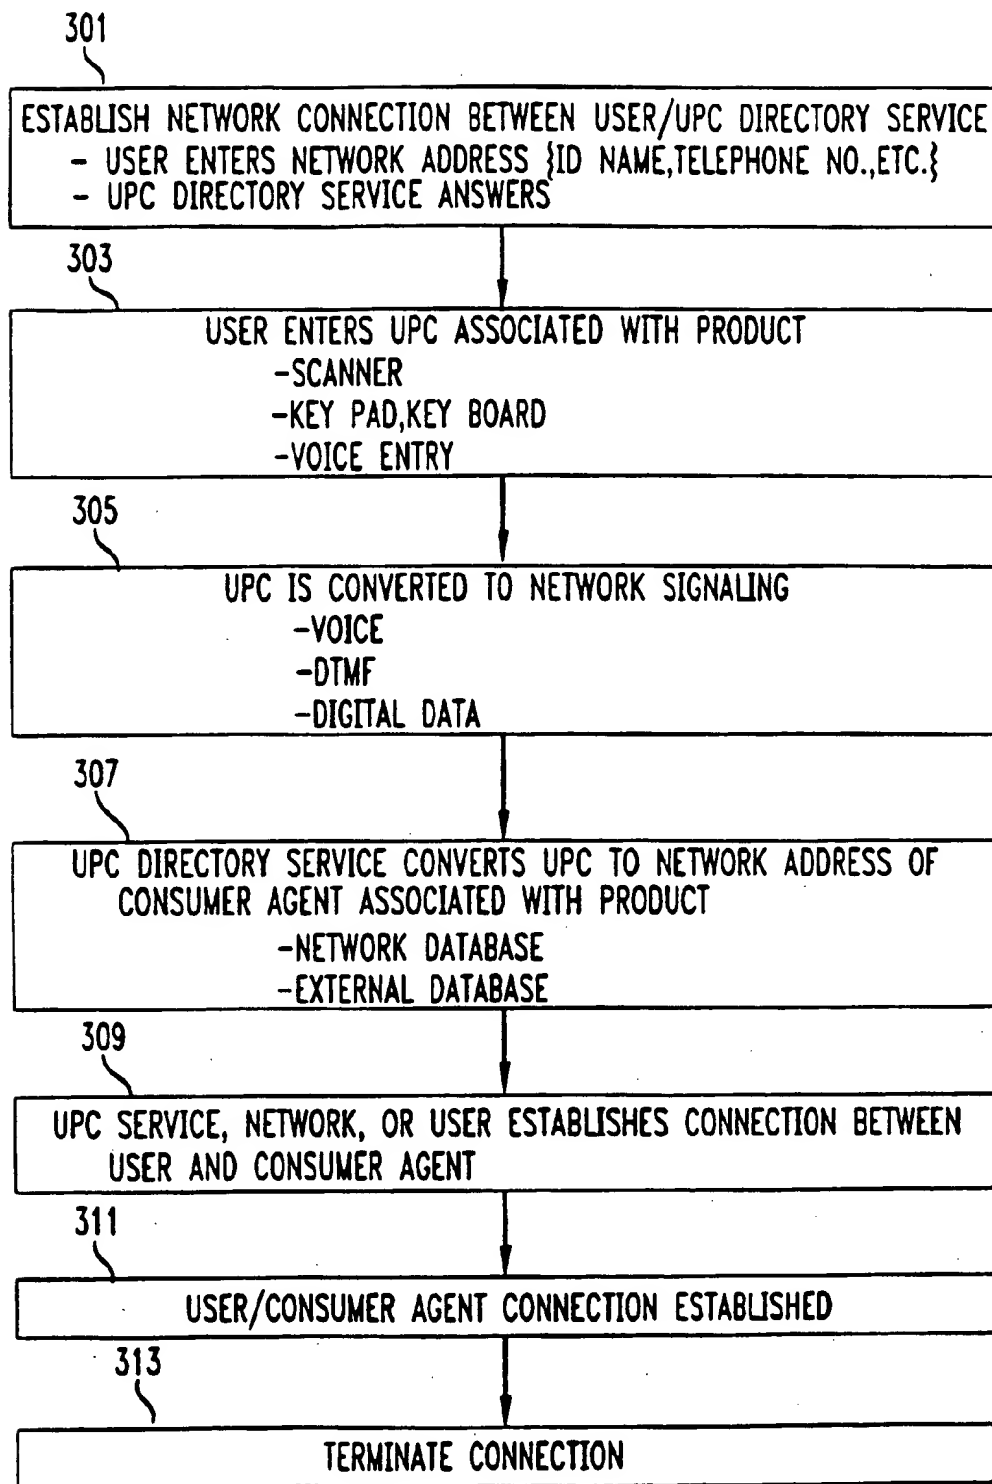 301
ESTABLISH NETWORK CONNECTION BETWEEN USER/UPC DIRECTORY SERVICE
- USER ENTERS NETWORK ADDRESS {ID NAME,TELEPHONE NO.,ETC.}
- UPC DIRECTORY SERVICE ANSWERS
303
USER ENTERS UPC ASSOCIATED WITH PRODUCT
-SCANNER
-KEY PAD,KEY BOARD
-VOICE ENTRY
305
UPC IS CONVERTED TO NETWORK SIGNALING
-VOICE
-DTMF
-DIGITAL DATA
307
UPC DIRECTORY SERVICE CONVERTS UPC TO NETWORK ADDRESS OF
CONSUMER AGENT ASSOCIATED WITH PRODUCT
-NETWORK DATABASE
-EXTERNAL DATABASE
309
UPC SERVICE, NETWORK, OR USER ESTABLISHES CONNECTION BETWEEN
USER AND CONSUMER AGENT
311
USER/CONSUMER AGENT CONNECTION ESTABLISHED
313
TERMINATE CONNECTION